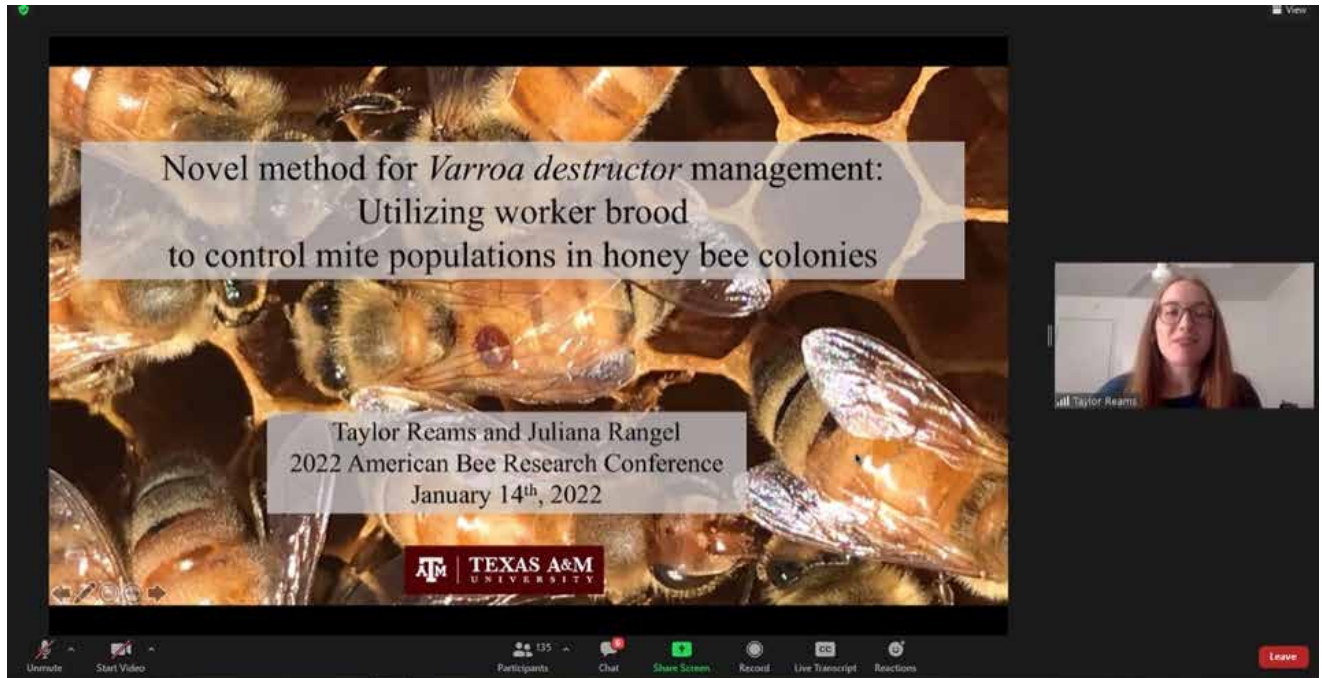 View
Novel method for Varroa destructor management:
Utilizing worker brood
to control mite populations in honey bee colonies
Taylor Reams and Juliana Rangel
2022 American Bee Research Conference
January 14th, 2022
ATM | TEXAS A&M
UNIVERSITY
Taylor Reams
Unmute
Start Video
135
Participants
6
Chat
Share Screen
Record
CC
Live Transcript
Reactions
Leave